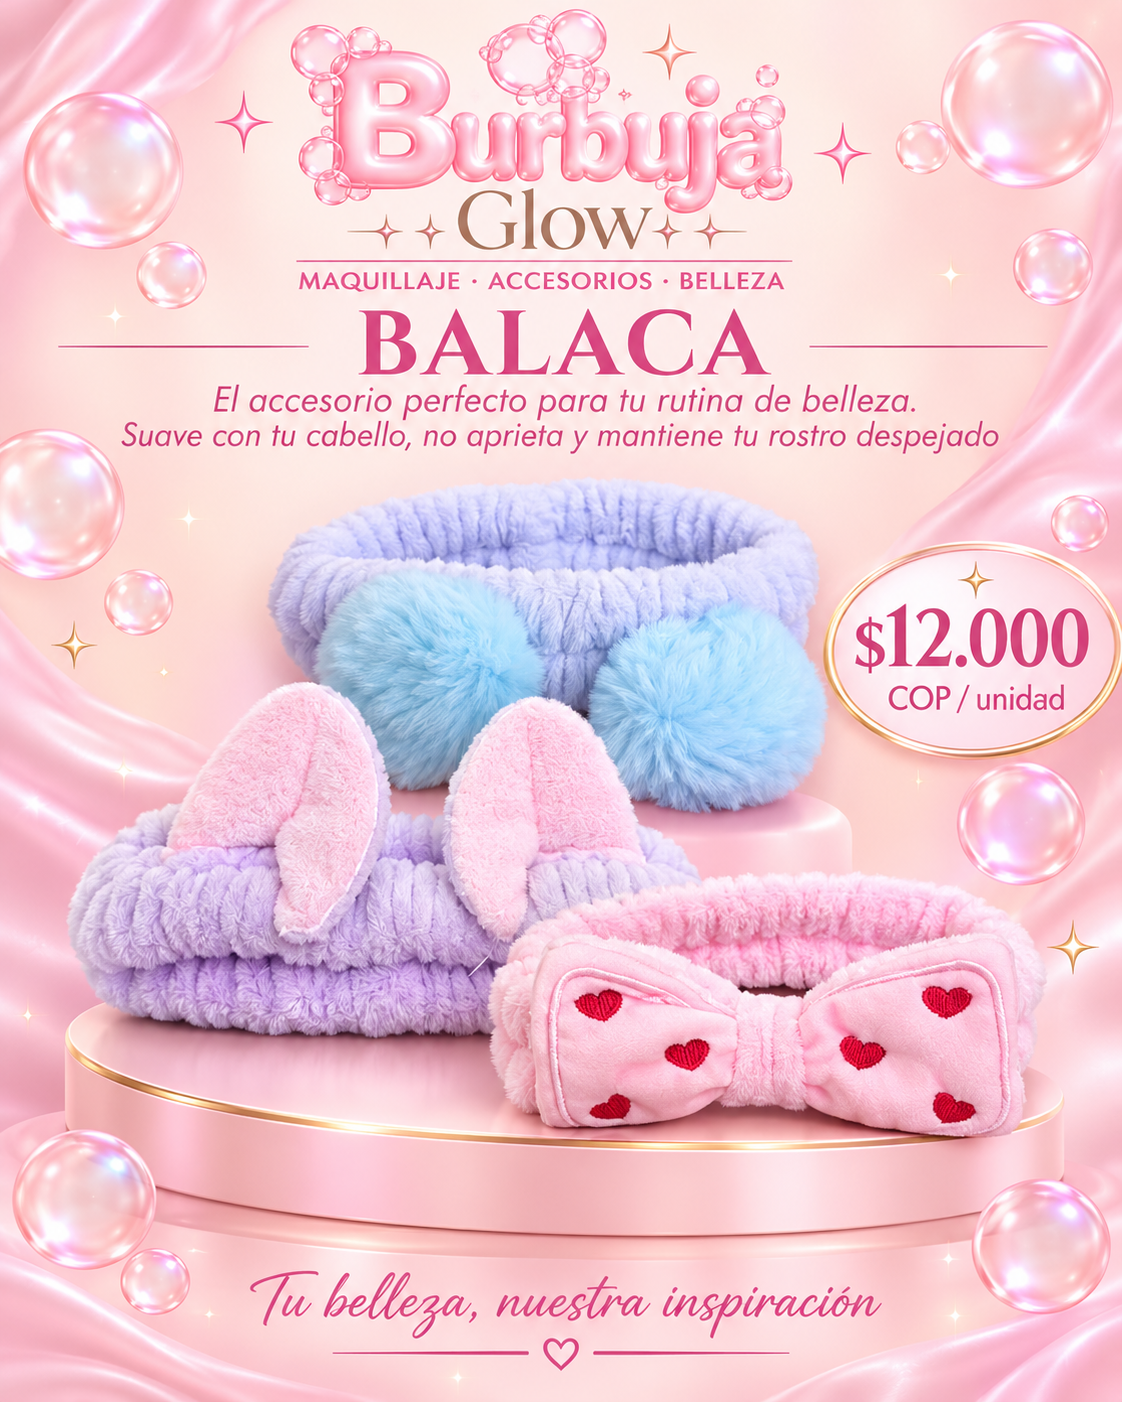 Burbuja
Glow
MAQUILLAJE · ACCESORIOS · BELLEZA
BALACA
El accesorio perfecto para tu rutina de belleza.
Suave con tu cabello, no aprieta y mantiene tu rostro despejado
$12.000
COP / unidad
Tu belleza, nuestra inspiración